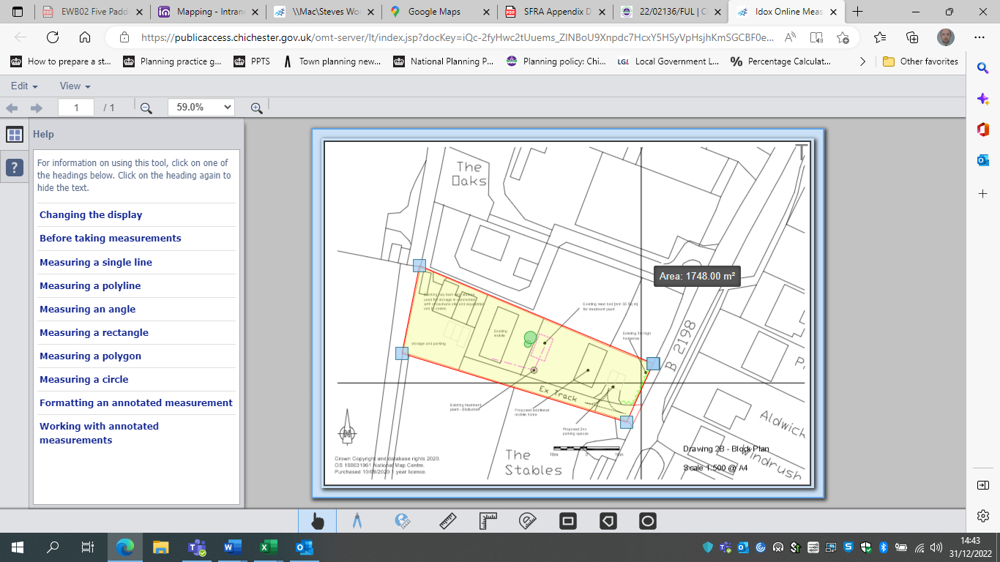 EWB02 Five Padd
Mapping - Intran
\\Mac\Steves Wo
Google Maps
SFRA Appendix D
22/02136/FUL | C
Idox Online Meas
https://publicaccess.chichester.gov.uk/omt-server/lt/index.jsp?docKey=iQc-2fyHwc2tUuems_ZlNBoU9Xnpdc7HcxY5HSyVpHsjhKmSGCBF0e...
How to prepare a st...
Planning practice g...
PPTS
Town planning new...
National Planning P...
Planning policy: Chi...
LGL Local Government L...
% Percentage Calculat...
Other favorites
Edit
View
1 / 1
59.0%
Help
For information on using this tool, click on one of
the headings below. Click on the heading again to
hide the text.
Changing the display
Before taking measurements
Measuring a single line
Measuring a polyline
Measuring an angle
Measuring a rectangle
Measuring a polygon
Measuring a circle
Formatting an annotated measurement
Working with annotated
measurements
T
The
Oaks
Area: 1748.00 m²
Existing reed bed (min 33 Sq m)
for treatment plant
Existing
mobile
storage and parking
Existing 3m high
hedgerow
B 2198
Ex Track
Existing treatment
plant - BioBubble
Proposed additional
mobile home
Proposed 2no
parking spaces
10m 0 10m
The
Stables
Aldwick
Windrush
Drawing 2B - Block Plan
Scale 1:500 @ A4
N
Crown Copyright and database rights 2020.
OS 100031961 National Map Centre.
Purchased 10/09/2020 1 year licence.
14:43
31/12/2022